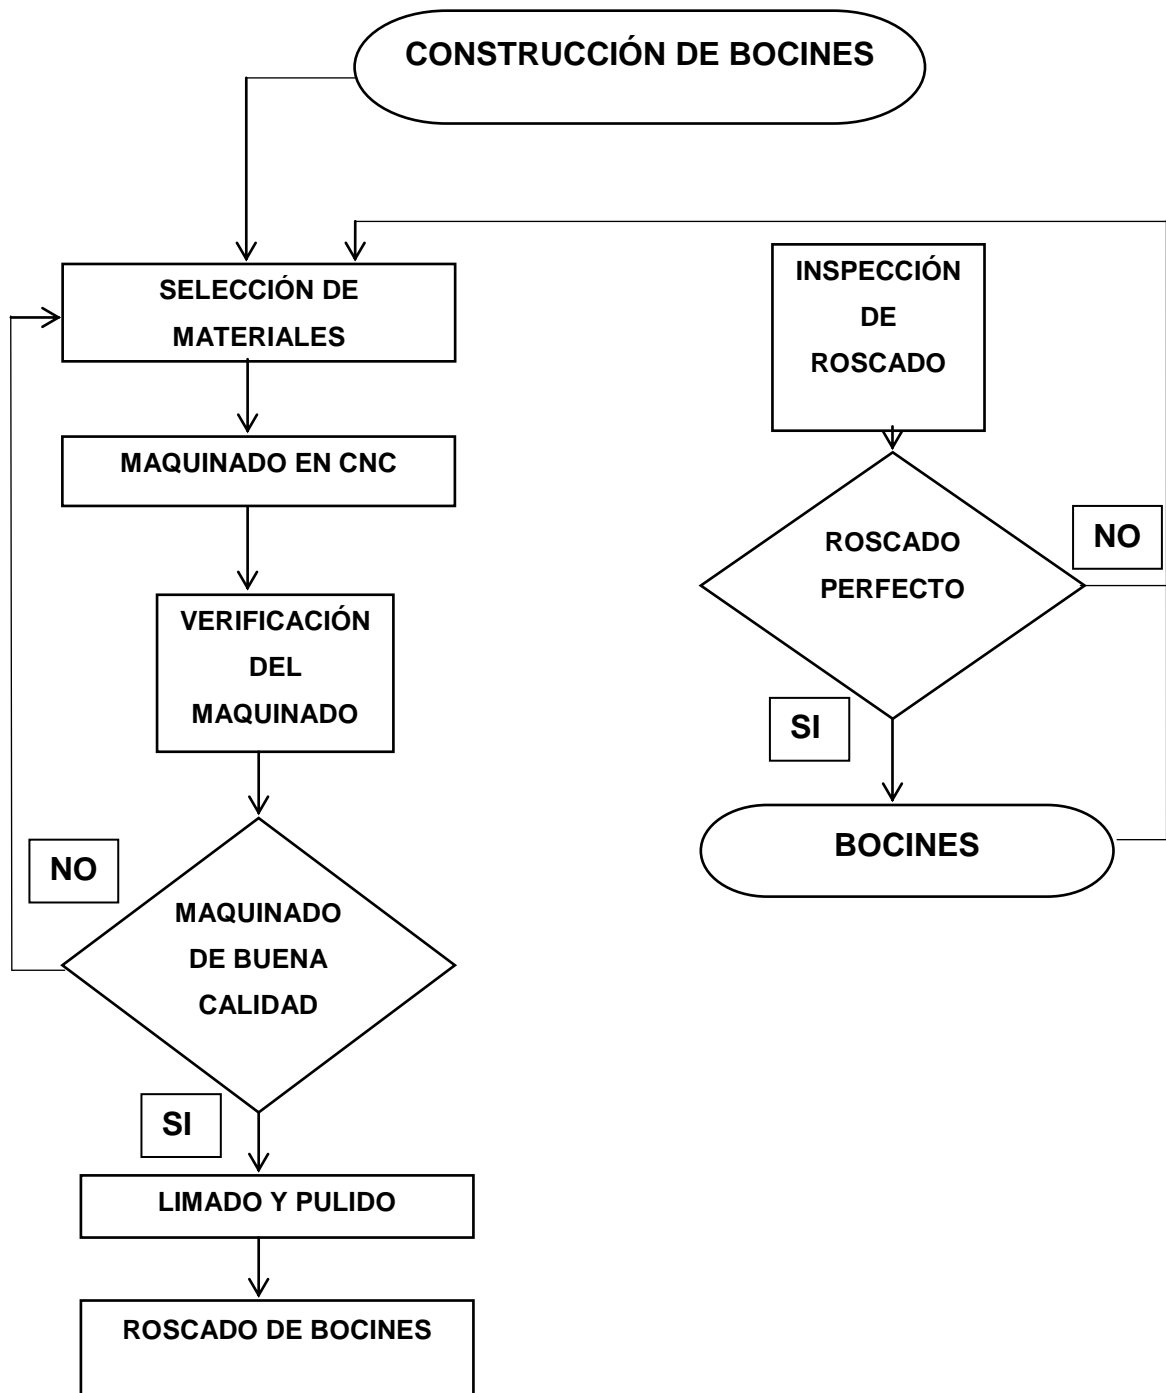 CONSTRUCCIÓN DE BOCINES
SELECCIÓN DE
MATERIALES
MAQUINADO EN CNC
VERIFICACIÓN
DEL
MAQUINADO
NO
MAQUINADO
DE BUENA
CALIDAD
SI
LIMADO Y PULIDO
ROSCADO DE BOCINES
INSPECCIÓN
DE
ROSCADO
ROSCADO
PERFECTO
NO
SI
BOCINES